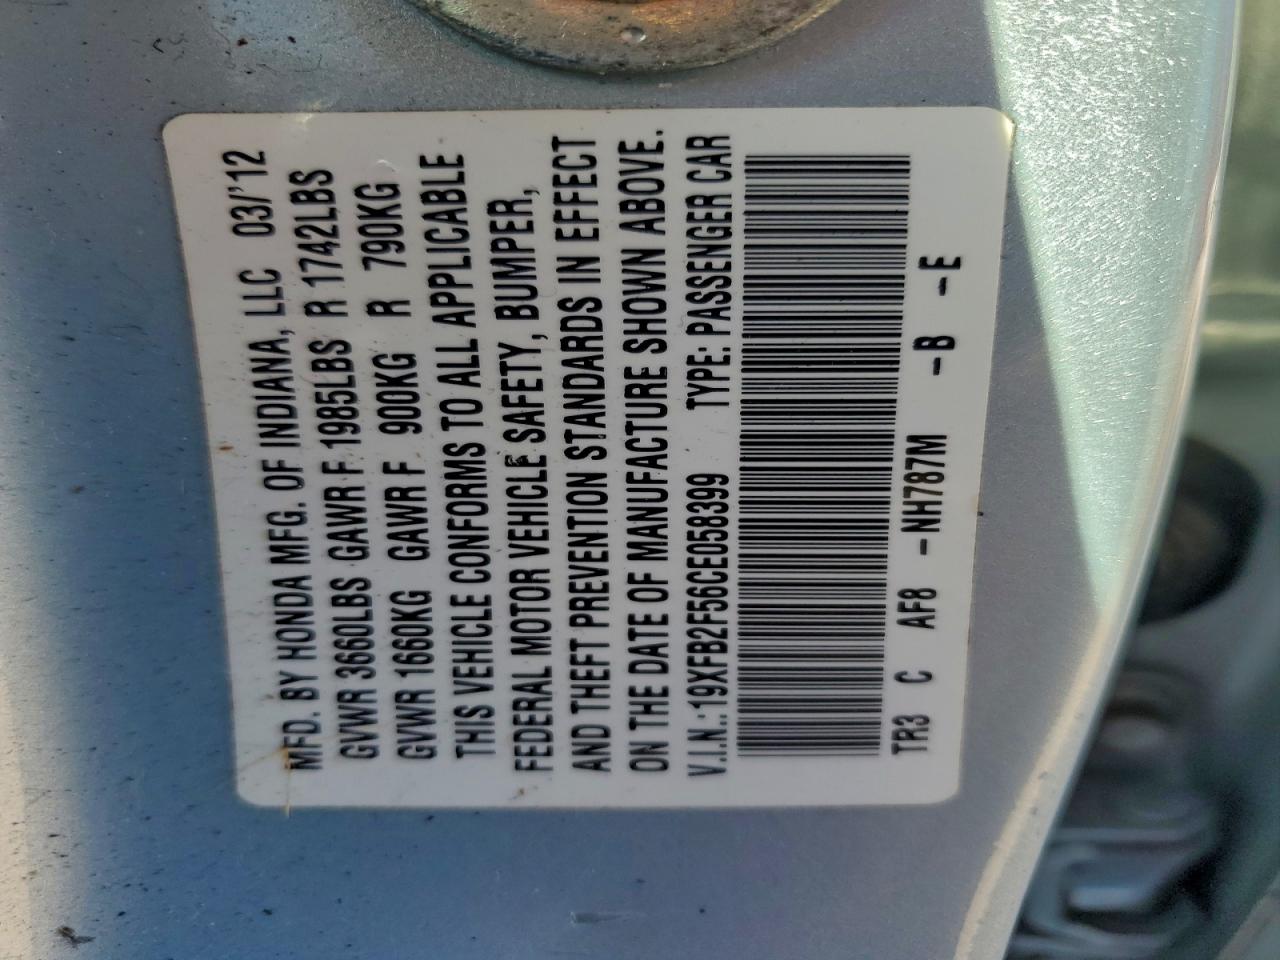 MFD. BY HONDA MFG. OF INDIANA, LLC 03/'12
GVWR 3660LBS GAWR F 1985LBS R 1742LBS
GVWR 1660KG GAWR F 900KG R 790KG
THIS VEHICLE CONFORMS TO ALL APPLICABLE
FEDERAL MOTOR VEHICLE SAFETY, BUMPER,
AND THEFT PREVENTION STANDARDS IN EFFECT
ON THE DATE OF MANUFACTURE SHOWN ABOVE.
V.I.N.: 19XFB2F56CE058399 TYPE: PASSENGER CAR
TR3 C AF8 -NH787M -B -E